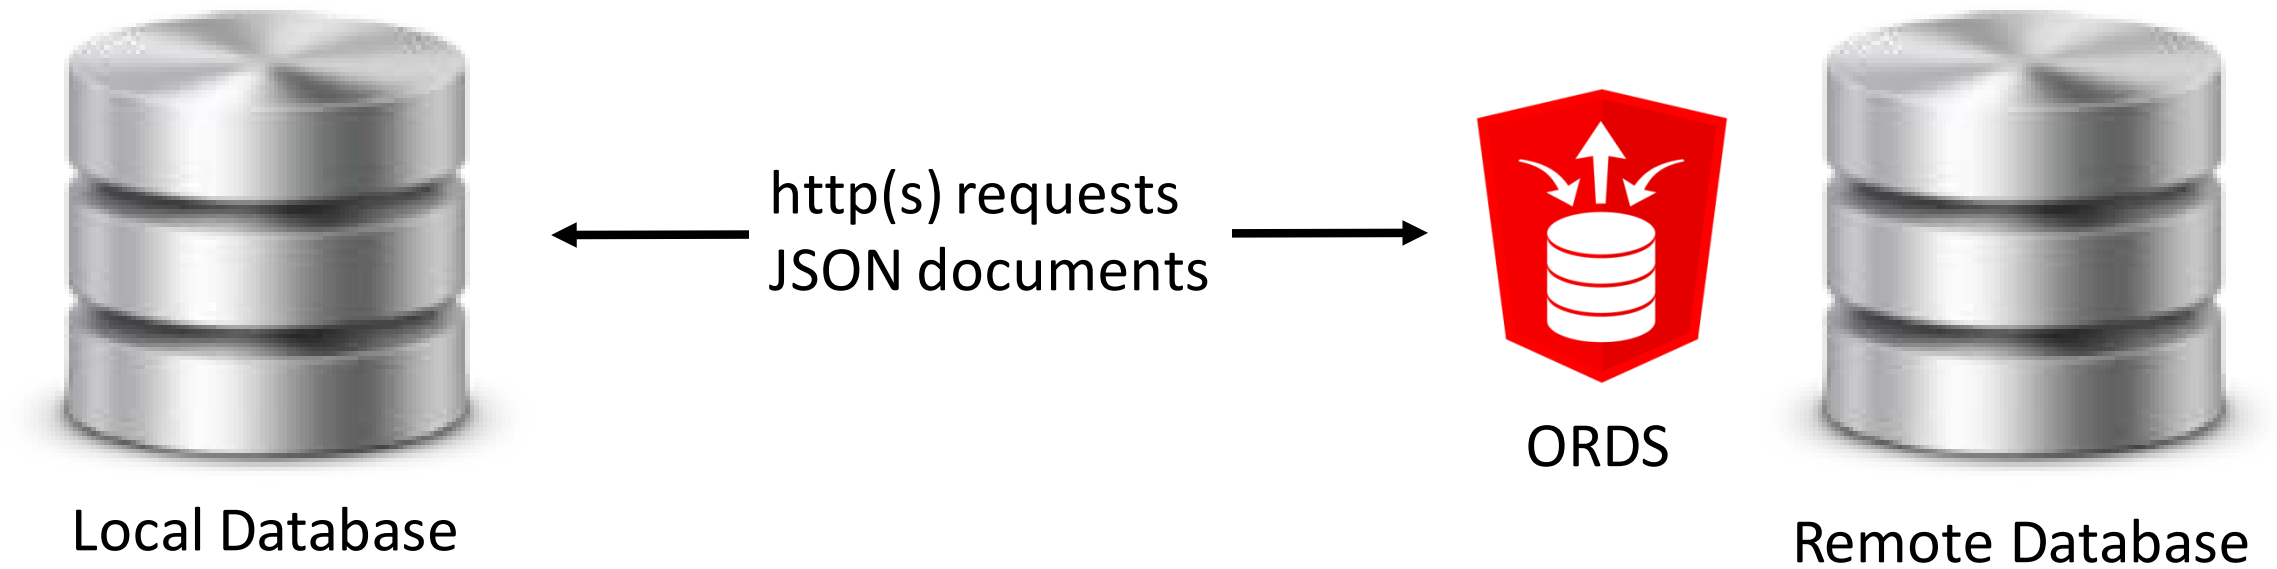 http(s) requests
JSON documents
ORDS
Local Database
Remote Database